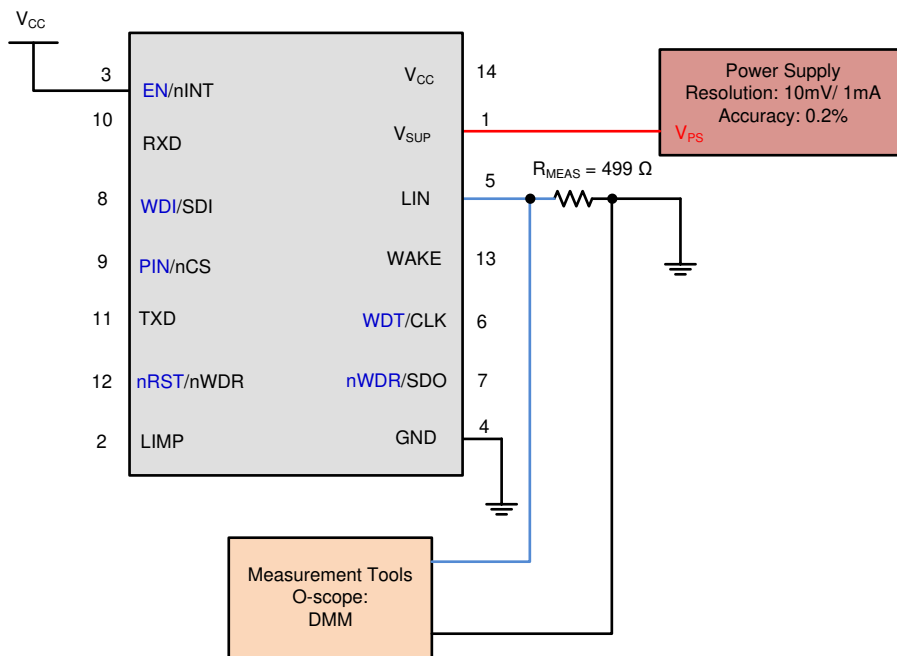 VCC
3
EN/nINT
VCC
14
Power Supply
Resolution: 10mV/ 1mA
Accuracy: 0.2%
10
RXD
VSUP
1
VPS
5
RMEAS = 499 Ω
8
WDI/SDI
LIN
9
PIN/nCS
WAKE
13
11
TXD
WDT/CLK
6
12
nRST/nWDR
nWDR/SDO
7
2
LIMP
GND
4
Measurement Tools
O-scope:
DMM